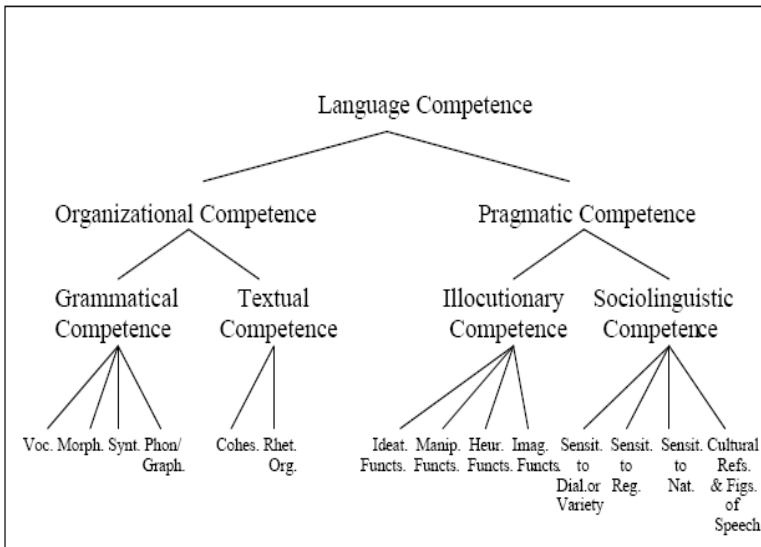 Language Competence
Organizational Competence
Pragmatic Competence
Grammatical
Competence
Textual
Competence
Illocutionary
Competence
Sociolinguistic
Competence
Voc.
Morph.
Synt.
Phon/
Graph.
Cohes.
Rhet.
Org.
Ideat.
Functs.
Manip.
Functs.
Heur.
Functs.
Imag.
Functs.
Sensit.
to
Dial.or
Variety
Sensit.
to
Reg.
Sensit.
to
Nat.
Cultural
Refs.
& Figs.
of
Speech